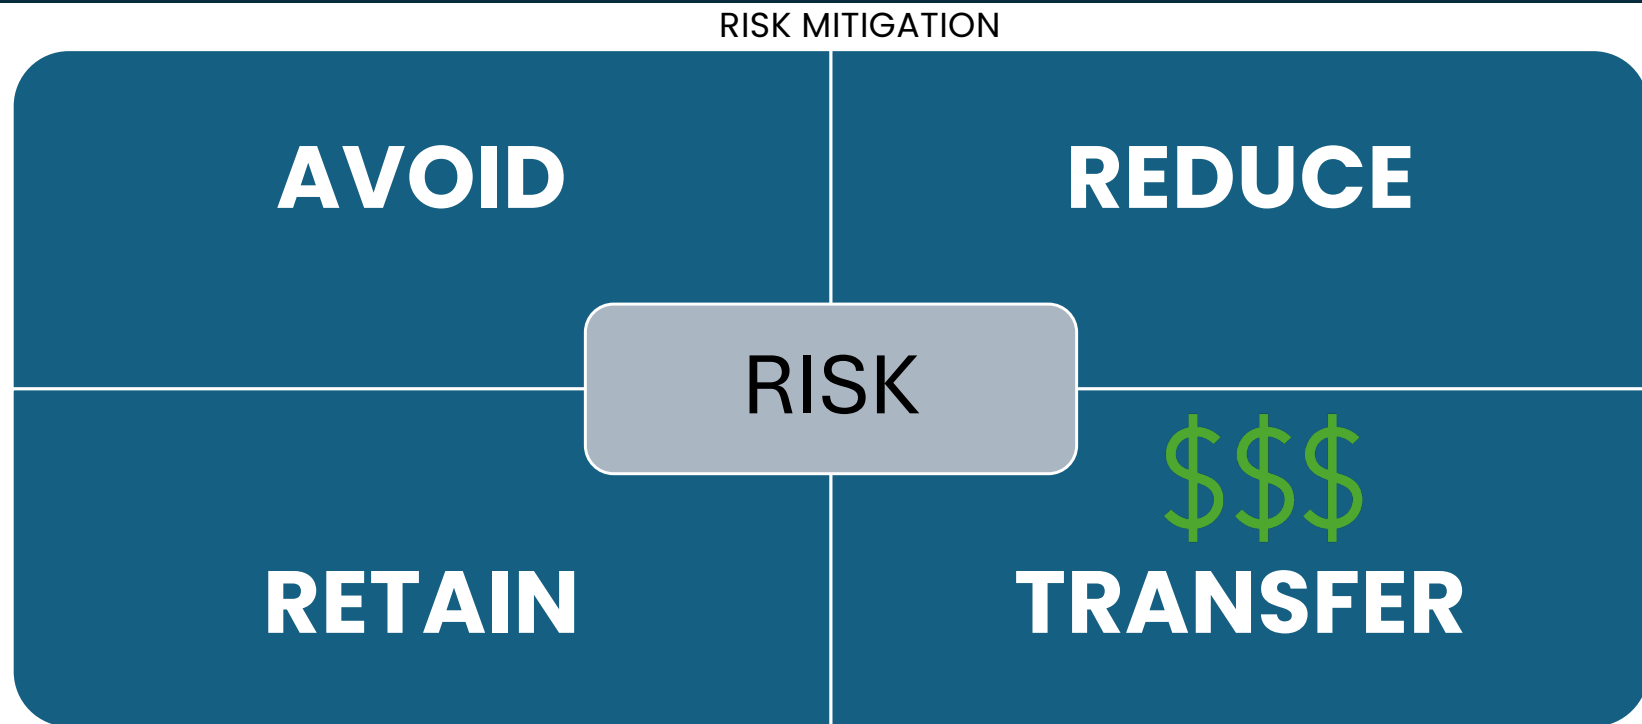 RISK MITIGATION
AVOID
REDUCE
RISK
$$$
RETAIN
TRANSFER